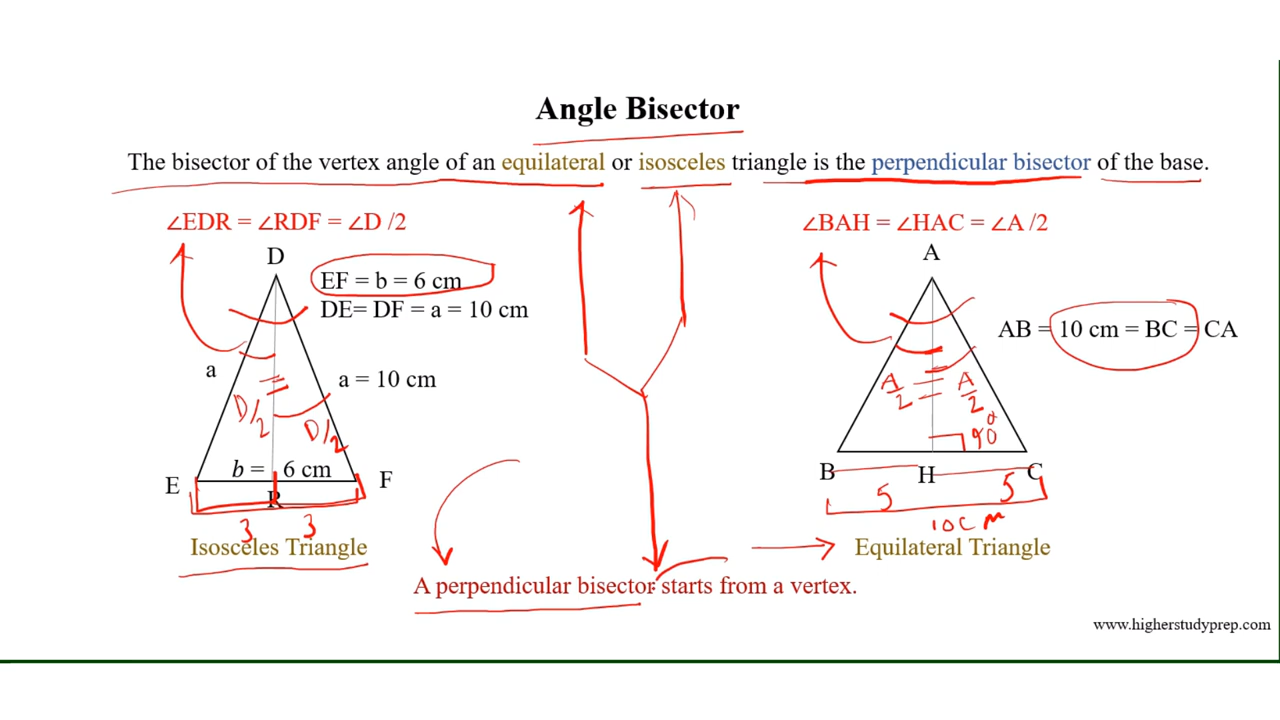 Angle Bisector
The bisector of the vertex angle of an equilateral or isosceles triangle is the perpendicular bisector of the base.
∠EDR = ∠RDF = ∠D /2
D
EF = b = 6 cm
DE= DF = a = 10 cm
a
a = 10 cm
D/2
D/2
b = 6 cm
E
F
R
3
3
Isosceles Triangle
∠BAH = ∠HAC = ∠A /2
A
AB = 10 cm = BC = CA
A/2
A/2
90°
B
H
C
5
5
10cm
Equilateral Triangle
A perpendicular bisector starts from a vertex.
www.higherstudyprep.com